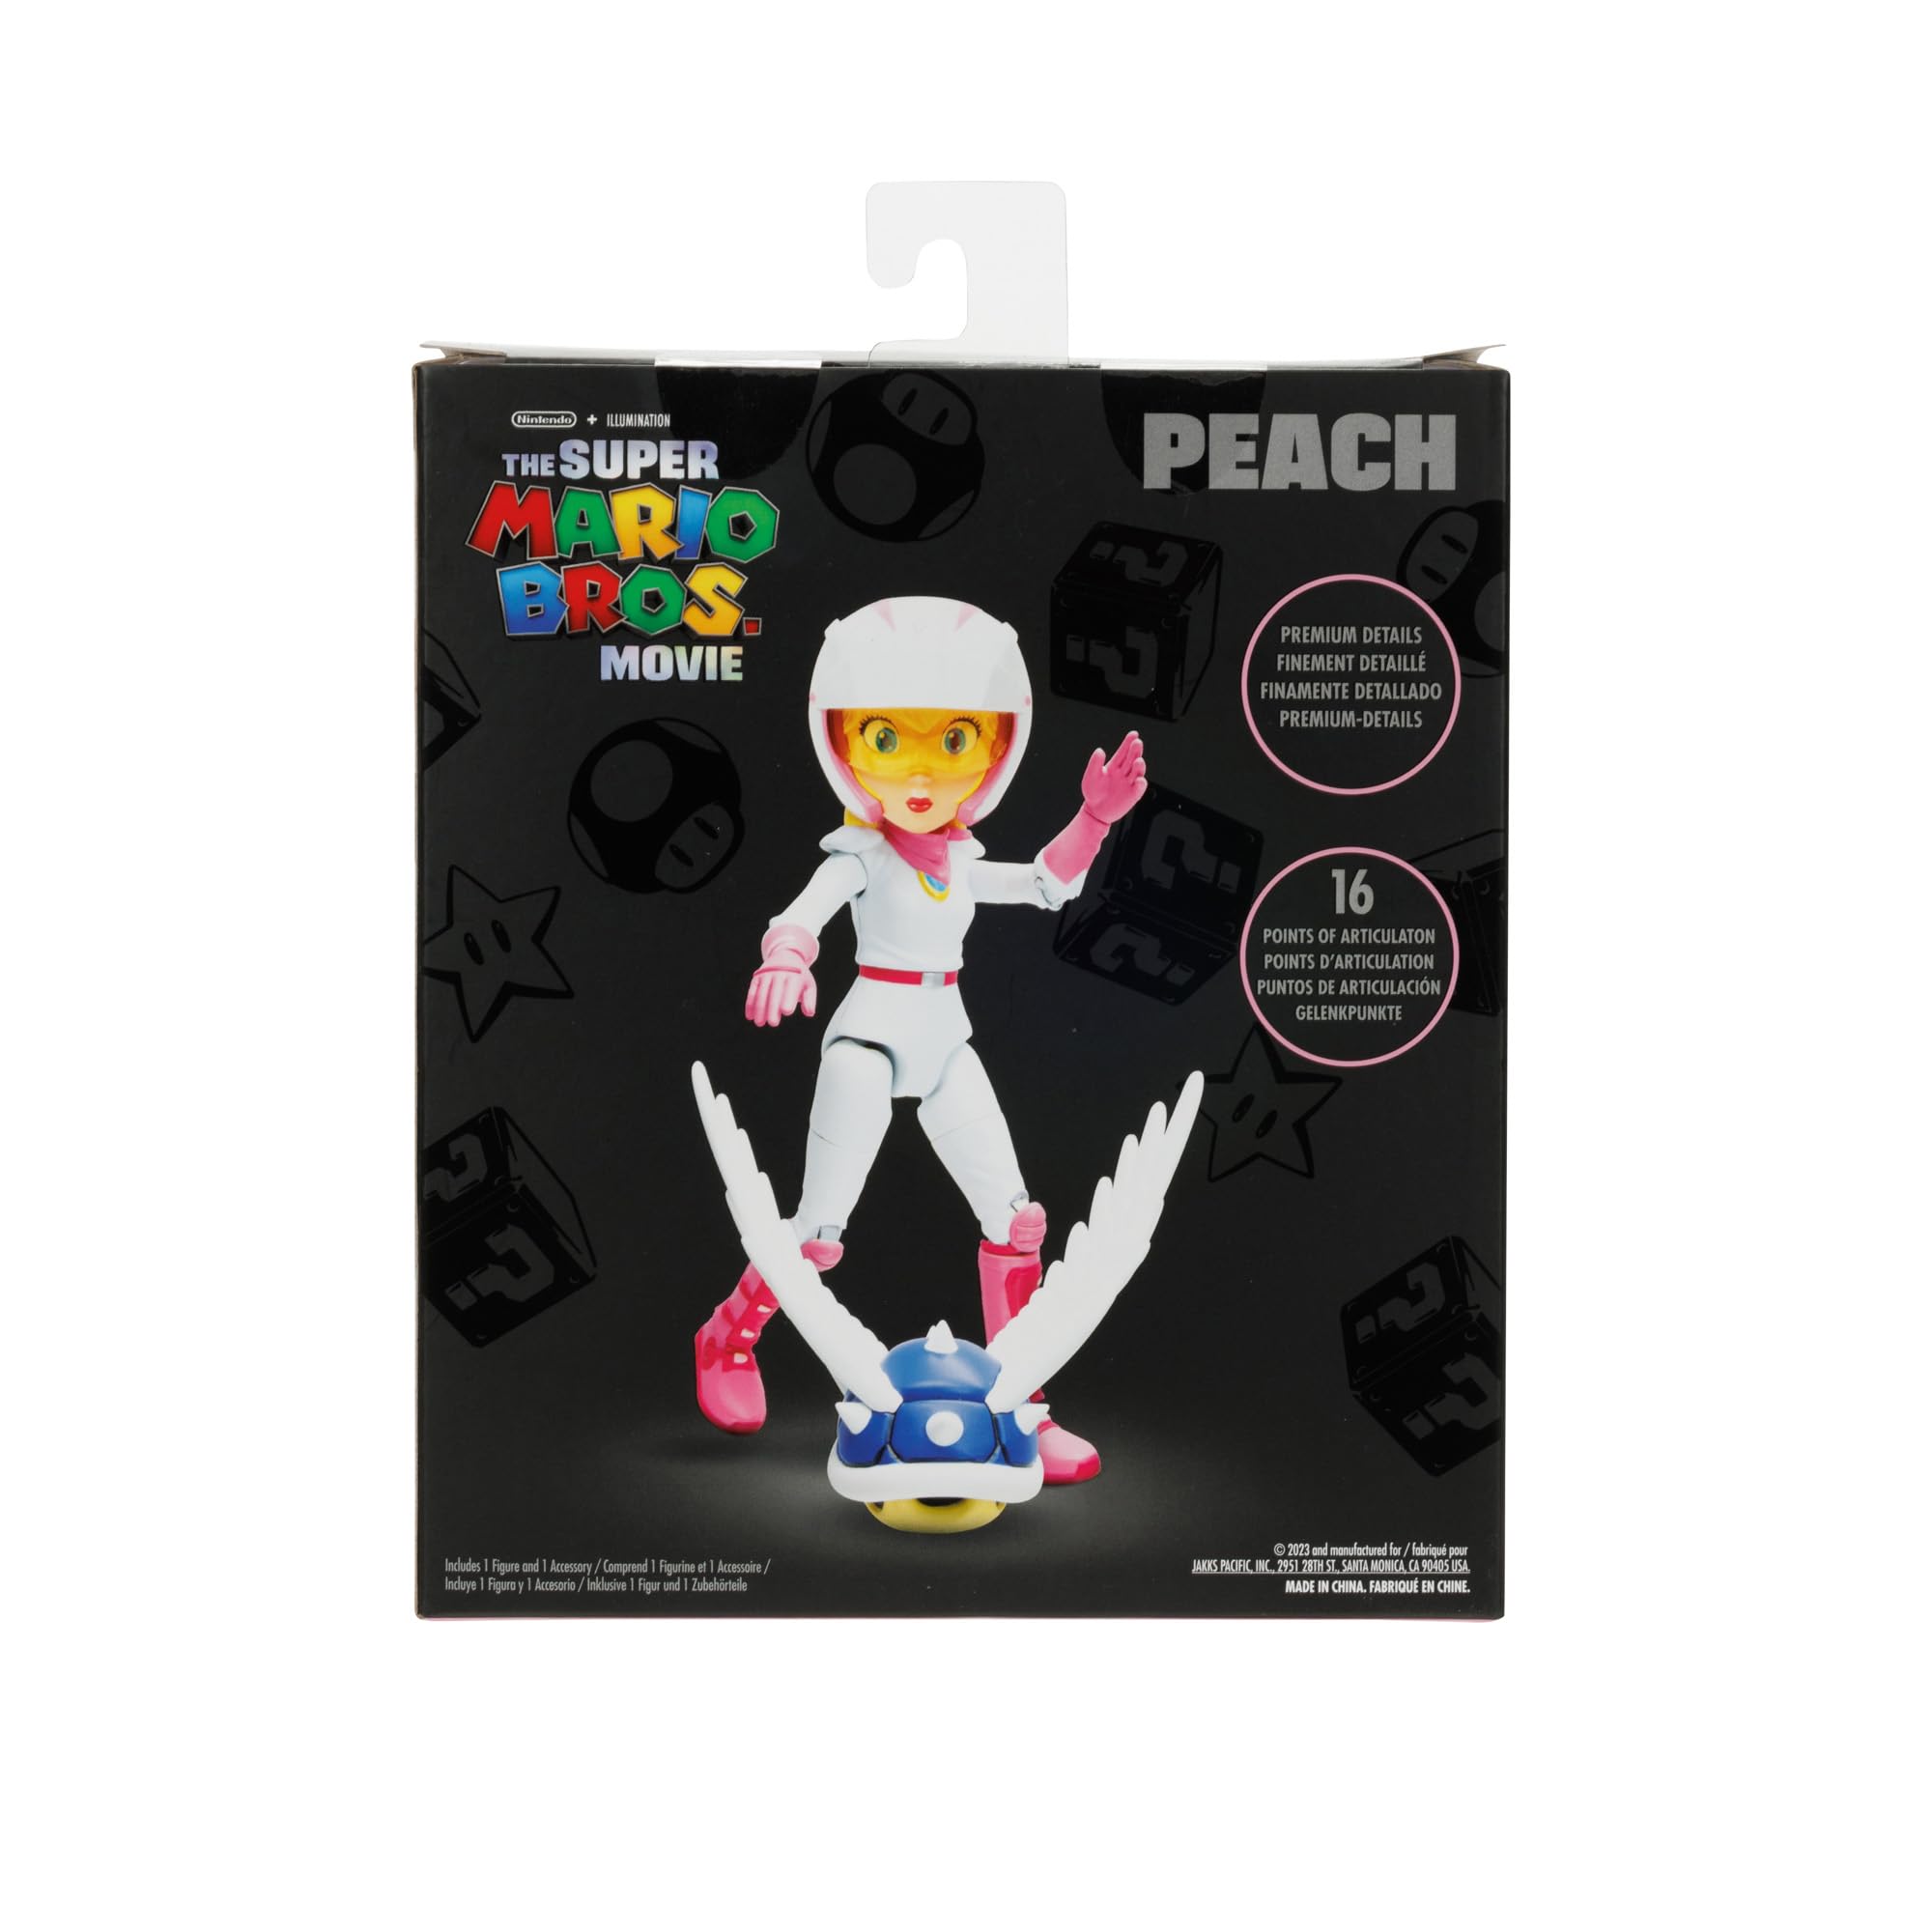 Nintendo + ILLUMINATION
THE SUPER
MARIO
BROS.
MOVIE
PEACH
PREMIUM DETAILS
FINEMENT DETAILLÉ
FINAMENTE DETALLADO
PREMIUM-DETAILS
16
POINTS OF ARTICULATON
POINTS D'ARTICULATION
PUNTOS DE ARTICULACIÓN
GELENKPUNKTE
Includes 1 Figure and 1 Accessory / Comprend 1 Figurine et 1 Accessoire /
Incluye 1 Figura y 1 Accesorio / Inklusive 1 Figur und 1 Zubehörteile
© 2023 and manufactured for / fabriqué pour
JAKKS PACIFIC, INC., 2951 28TH ST., SANTA MONICA, CA 90405 USA.
MADE IN CHINA. FABRIQUÉ EN CHINE.